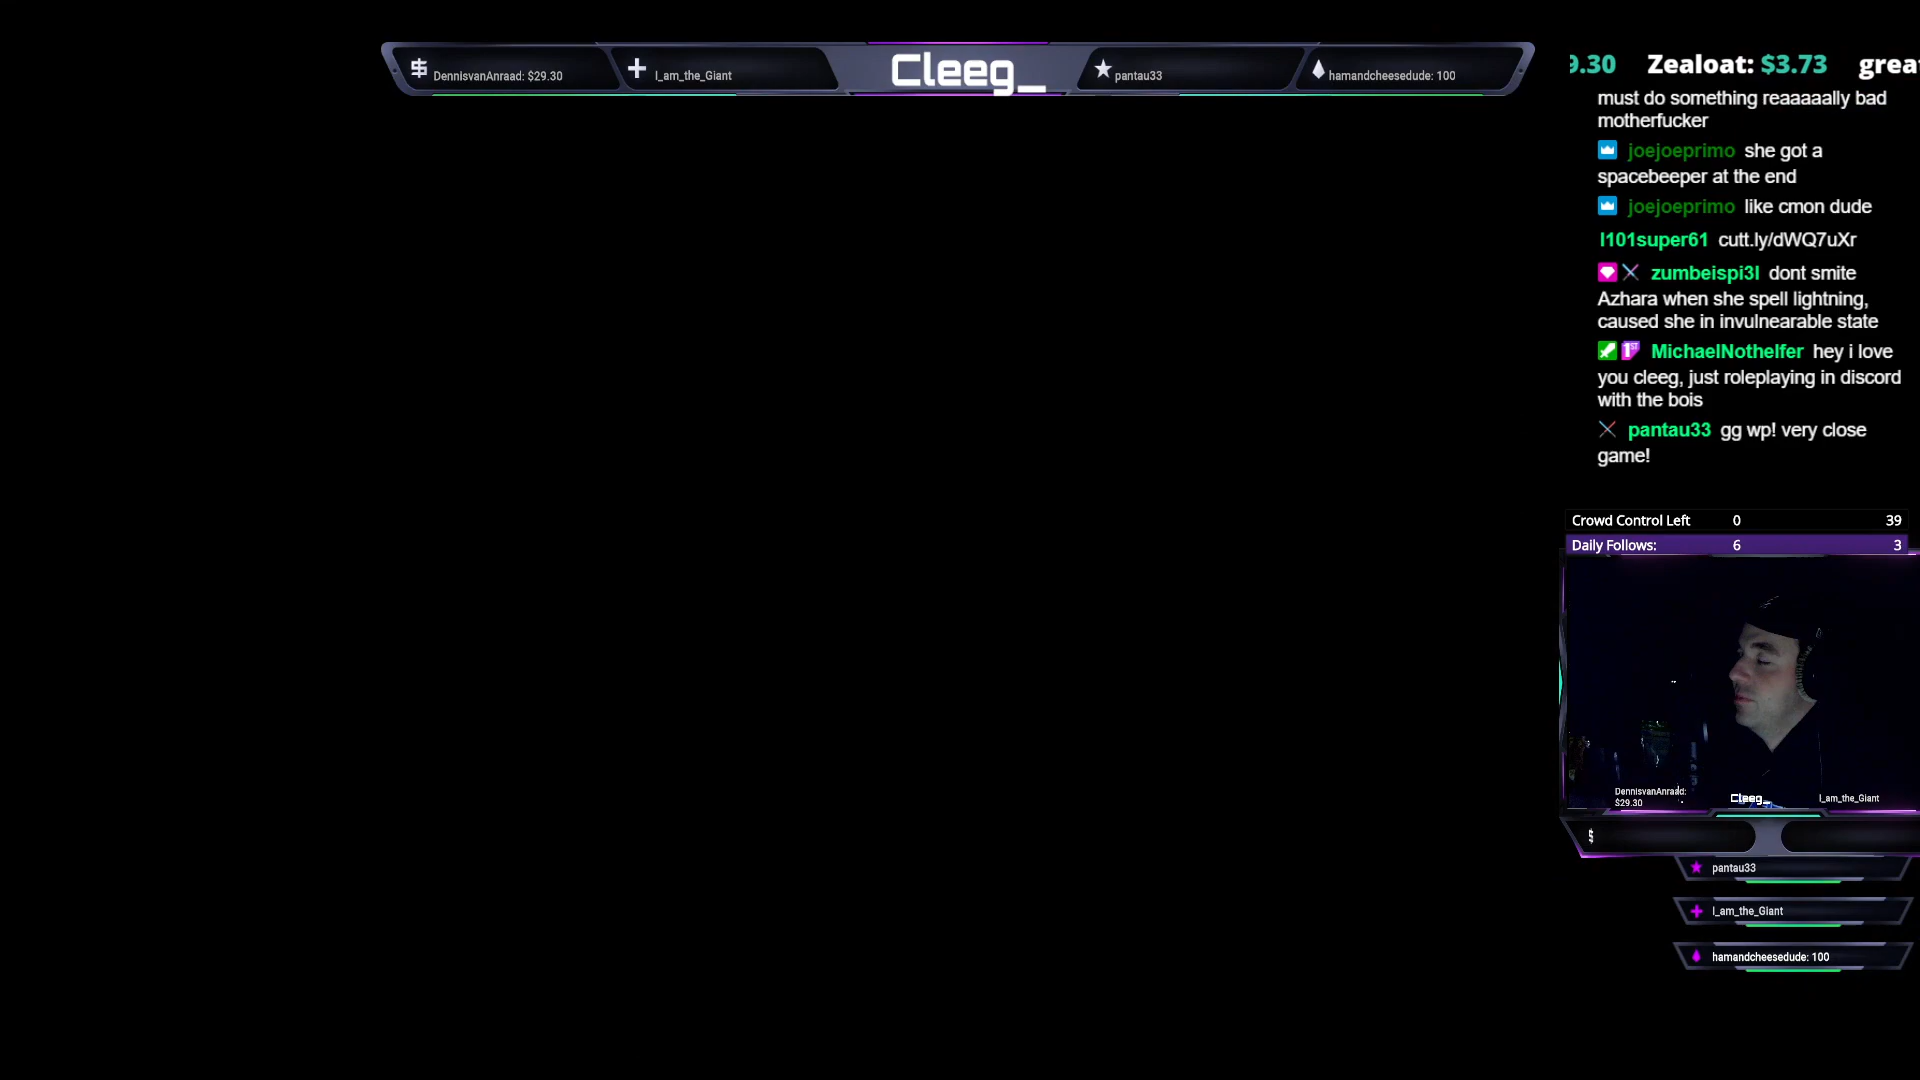 DennisvanAnraad: $29.30
I_am_the_Giant
Cleeg_
pantau33
hamandcheesedude: 100
9.30 Zealoat: $3.73 great
must do something reaaaaally bad
motherfucker
joejoeprimo she got a
spacebeeper at the end
joejoeprimo like cmon dude
l101super61 cutt.ly/dWQ7uXr
zumbeispi3l dont smite
Azhara when she spell lightning,
caused she in invulnearable state
1ST MichaelNothelfer hey i love
you cleeg, just roleplaying in discord
with the bois
pantau33 gg wp! very close
game!
Crowd Control Left 0 39
Daily Follows: 6 3
DennisvanAnraad:
$29.30
Cleeg_
I_am_the_Giant
$
pantau33
I_am_the_Giant
hamandcheesedude: 100